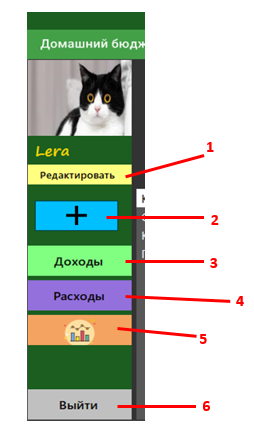 Домашний бюдж
Lera
1
Редактировать
+ 2
Доходы 3
Расходы 4
5
Выйти 6